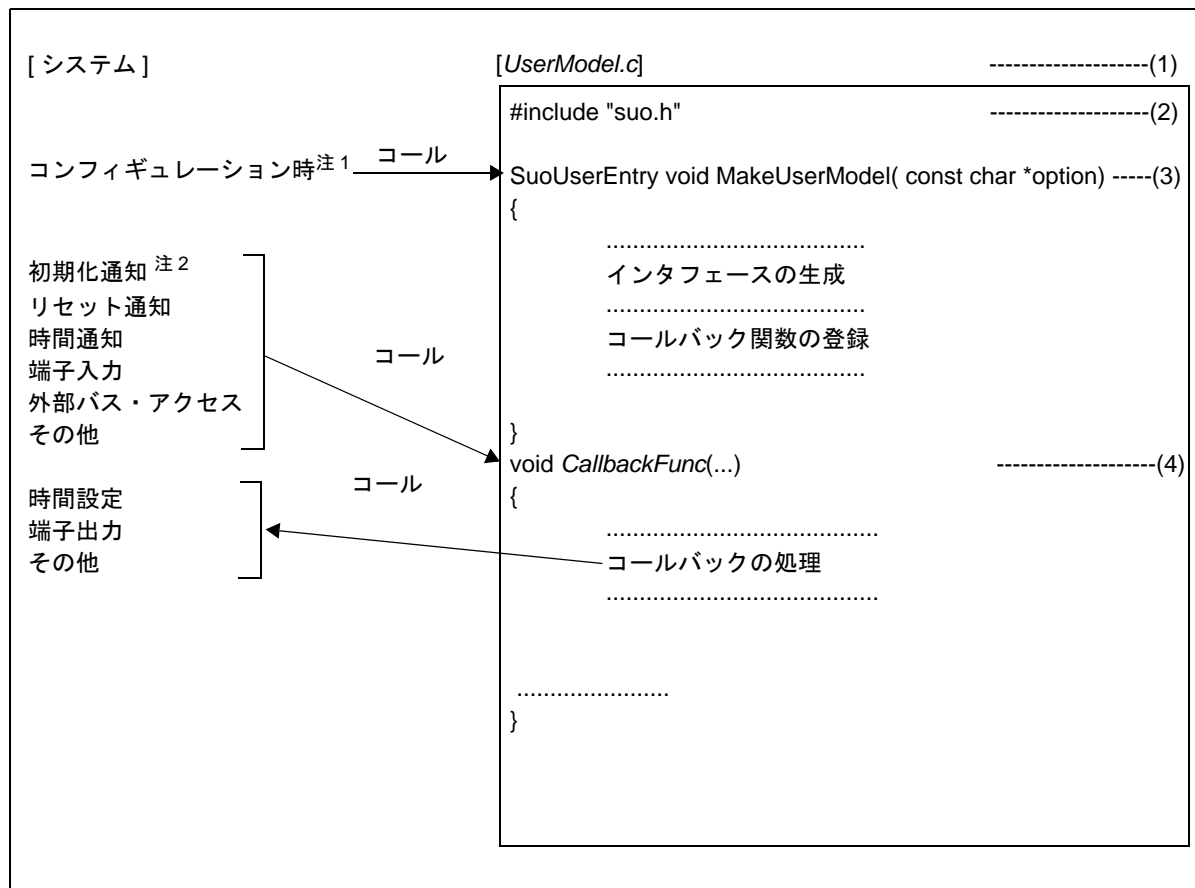 [ システム ] [UserModel.c] --------------------(1)
#include "suo.h" --------------------(2)
コンフィギュレーション時注 1 コール
SuoUserEntry void MakeUserModel( const char *option) -----(3)
{
.......................................
初期化通知 注 2 インタフェースの生成
リセット通知 .......................................
時間通知 コールバック関数の登録
端子入力 コール .......................................
外部バス・アクセス
その他 }
void CallbackFunc(...) --------------------(4)
時間設定 コール {
端子出力 .........................................
その他 コールバックの処理
.........................................
.......................
}